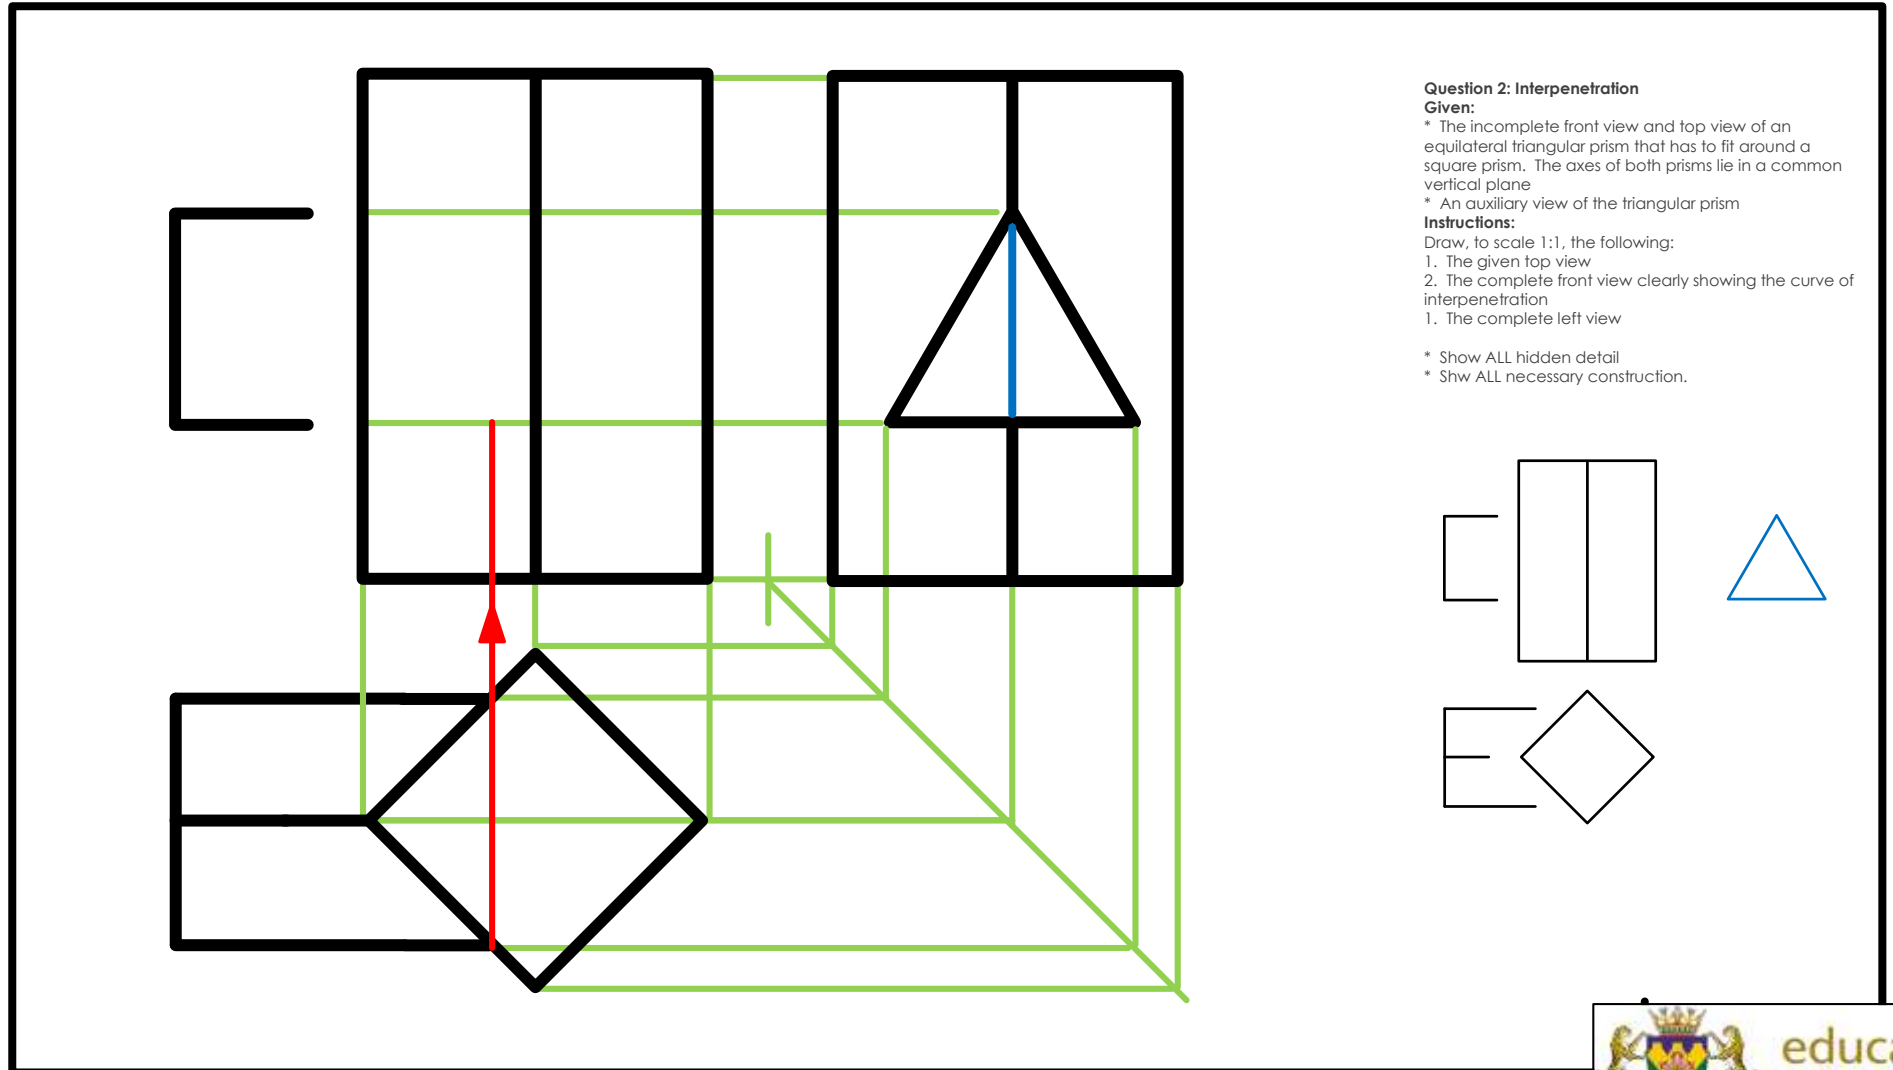 Question 2: Interpenetration
Given:
* The incomplete front view and top view of an
equilateral triangular prism that has to fit around a
square prism. The axes of both prisms lie in a common
vertical plane
* An auxiliary view of the triangular prism
Instructions:
Draw, to scale 1:1, the following:
1. The given top view
2. The complete front view clearly showing the curve of
interpenetration
1. The complete left view
* Show ALL hidden detail
* Shw ALL necessary construction.